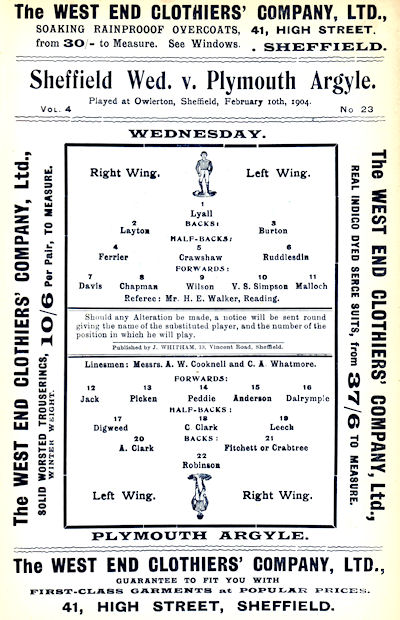 The WEST END CLOTHIERS' COMPANY, LTD.,
SOAKING RAINPROOOF OVERCOATS, 41, HIGH STREET.
from 30/- to Measure. See Windows. . SHEFFIELD.
Sheffield Wed. v. Plymouth Argyle.
Played at Owlerton, Sheffield, February 10th, 1904.
VOL. 4 No 23
WEDNESDAY.
Right Wing. Left Wing.
1
Lyall
2 BACKS: 3
Layton Burton
HALF-BACKS:
4 5 6
Ferrier Crawshaw Ruddlesdin
FORWARDS:
7 8 9 10 11
Davis Chapman Wilson V. S. Simpson Malloch
Referee: Mr. H. E. Walker, Reading.
Should any Alteration be made, a notice will be sent round
giving the name of the substituted player, and the number of the
position in which he will play.
Published by J. WHITHAM, 13, Vincent Road, Sheffield.
Linesmen: Messrs. A. W. Cooknell and C. A. Whatmore.
FORWARDS:
12 13 14 15 16
Jack Picken Peddie Anderson Dalrymple
HALF-BACKS:
17 18 19
Digweed C. Clark Leech
20 BACKS: 21
A. Clark Fitchett or Crabtree
22
Robinson
Left Wing. Right Wing.
PLYMOUTH ARGYLE.
The WEST END CLOTHIERS' COMPANY, Ltd.,
SOLID WORSTED TROUSERINGS, 10/6 Per Pair, TO MEASURE.
WINTER WEIGHT.
The WEST END CLOTHIERS' COMPANY, Ltd.,
REAL INDIGO DYED SERGE SUITS, from 37/6 TO MEASURE.
The WEST END CLOTHIERS' COMPANY, LTD.,
GUARANTEE TO FIT YOU WITH
FIRST-CLASS GARMENTS at POPULAR PRICES.
41, HIGH STREET, SHEFFIELD.